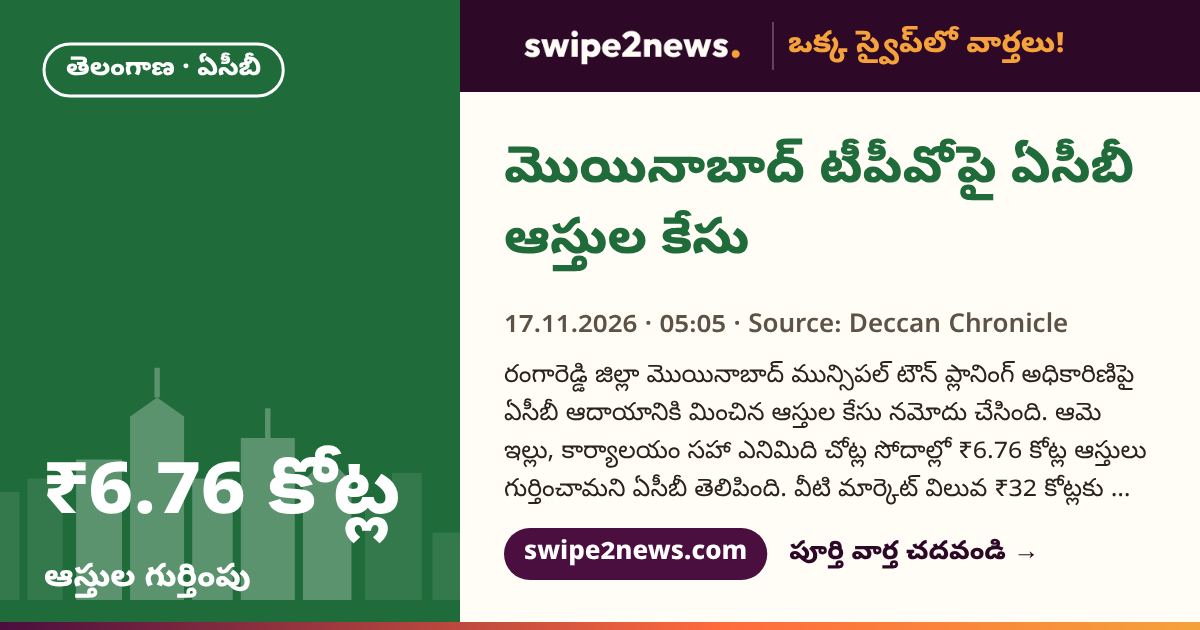 తెలంగాణ · ఏసీబీ
₹6.76 కోట్ల
ఆస్తుల గుర్తింపు
swipe2news.
ఒక్క స్వైప్‌లో వార్తలు!
మొయినాబాద్ టీపీవోపై ఏసీబీ
ఆస్తుల కేసు
17.11.2026 · 05:05 · Source: Deccan Chronicle
రంగారెడ్డి జిల్లా మొయినాబాద్ మున్సిపల్ టౌన్ ప్లానింగ్ అధికారిణిపై
ఏసీబీ ఆదాయానికి మించిన ఆస్తుల కేసు నమోదు చేసింది. ఆమె
ఇల్లు, కార్యాలయం సహా ఎనిమిది చోట్ల సోదాల్లో ₹6.76 కోట్ల ఆస్తులు
గుర్తించామని ఏసీబీ తెలిపింది. వీటి మార్కెట్ విలువ ₹32 కోట్లకు ...
swipe2news.com
పూర్తి వార్త చదవండి →